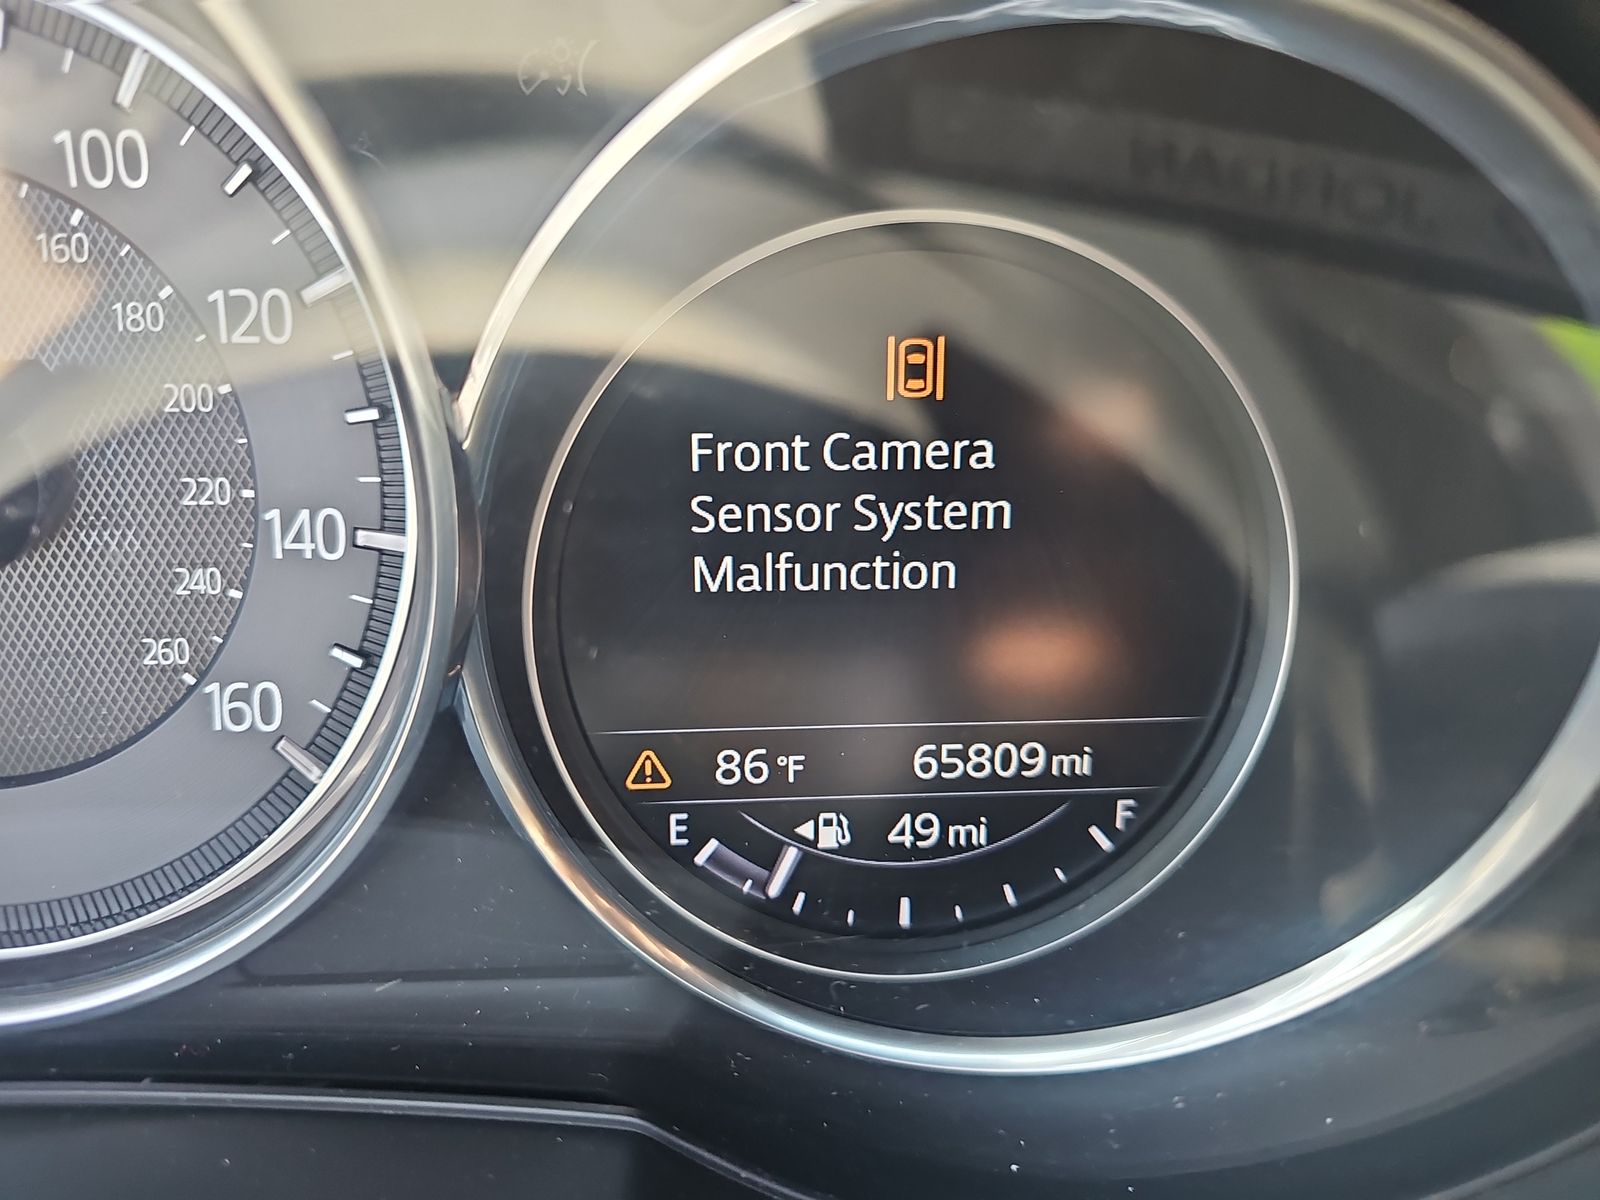 100
160
180
120
200
220
140
240
260
160
Front Camera
Sensor System
Malfunction
86 °F
65809 mi
E
49 mi
F